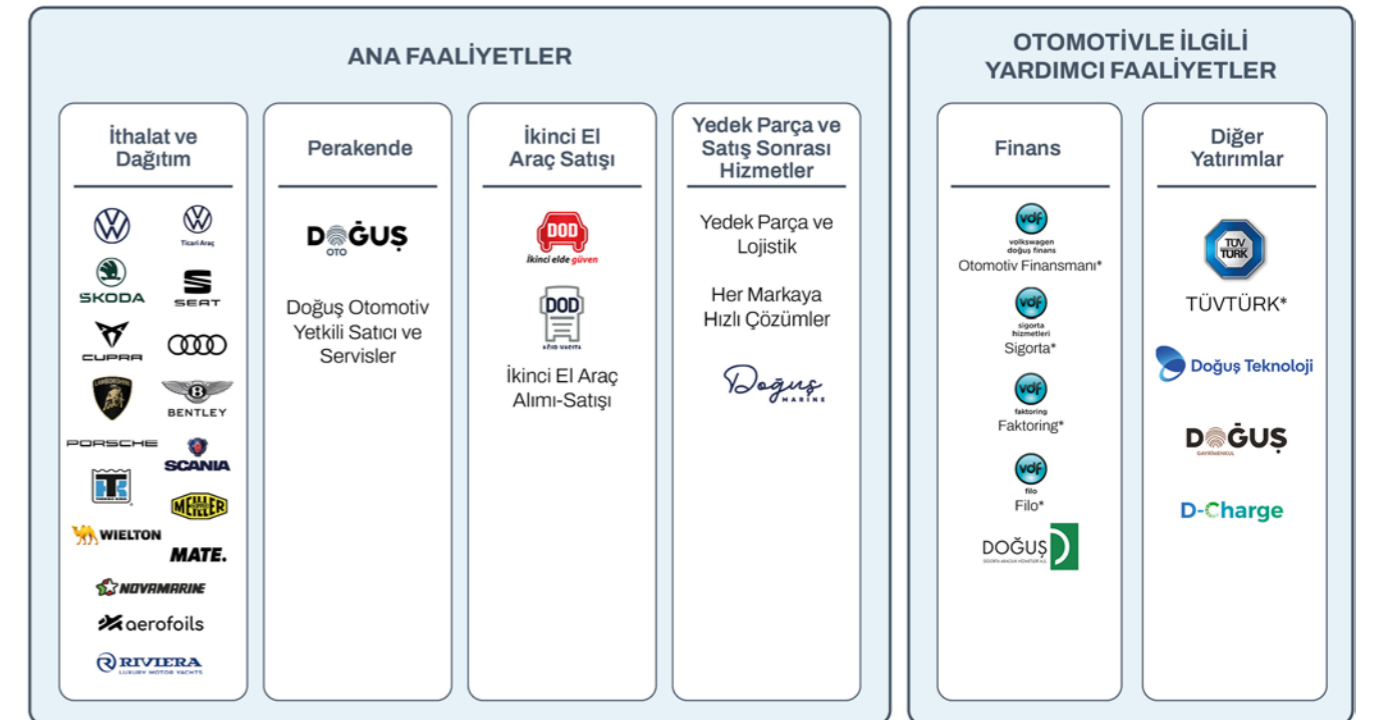 ANA FAALİYETLER
İthalat ve
Dağıtım
Ticari Araç
ŠKODA
SEAT
CUPRA
LAMBORGHINI
BENTLEY
PORSCHE
SCANIA
MEILLER
WIELTON
MATE.
NOVAMARINE
aerofoils
RIVIERA
LUXURY MOTOR YACHTS
Perakende
DOĞUŞ
OTO
Doğuş Otomotiv
Yetkili Satıcı ve
Servisler
İkinci El
Araç Satışı
DOD
İkinci elde güven
DOD
İkinci El Araç
Alımı-Satışı
Yedek Parça ve
Satış Sonrası
Hizmetler
Yedek Parça ve
Lojistik
Her Markaya
Hızlı Çözümler
Doğuş
MARINE
OTOMOTİVLE İLGİLİ
YARDIMCI FAALİYETLER
Finans
vdf
volkswagen
doğuş finans
Otomotiv Finansmanı*
vdf
sigorta
hizmetleri
Sigorta*
vdf
faktoring
Faktoring*
vdf
filo
Filo*
DOĞUŞ
Diğer
Yatırımlar
TÜV
TÜRK
TÜVTÜRK*
Doğuş Teknoloji
DOĞUŞ
GAYRİMENKUL
D-Charge